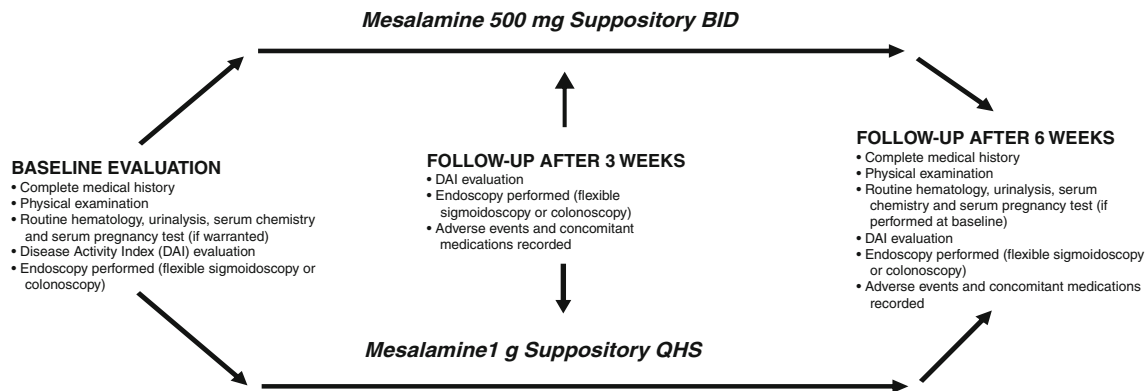 Mesalamine 500 mg Suppository BID
BASELINE EVALUATION
• Complete medical history
• Physical examination
• Routine hematology, urinalysis, serum chemistry
and serum pregnancy test (if warranted)
• Disease Activity Index (DAI) evaluation
• Endoscopy performed (flexible sigmoidoscopy or
colonoscopy)
FOLLOW-UP AFTER 3 WEEKS
• DAI evaluation
• Endoscopy performed (flexible
sigmoidoscopy or colonoscopy)
• Adverse events and concomitant
medications recorded
FOLLOW-UP AFTER 6 WEEKS
• Complete medical history
• Physical examination
• Routine hematology, urinalysis, serum
chemistry and serum pregnancy test (if
performed at baseline)
• DAI evaluation
• Endoscopy performed (flexible sigmoidoscopy
or colonoscopy)
• Adverse events and concomitant medications
recorded
Mesalamine1 g Suppository QHS